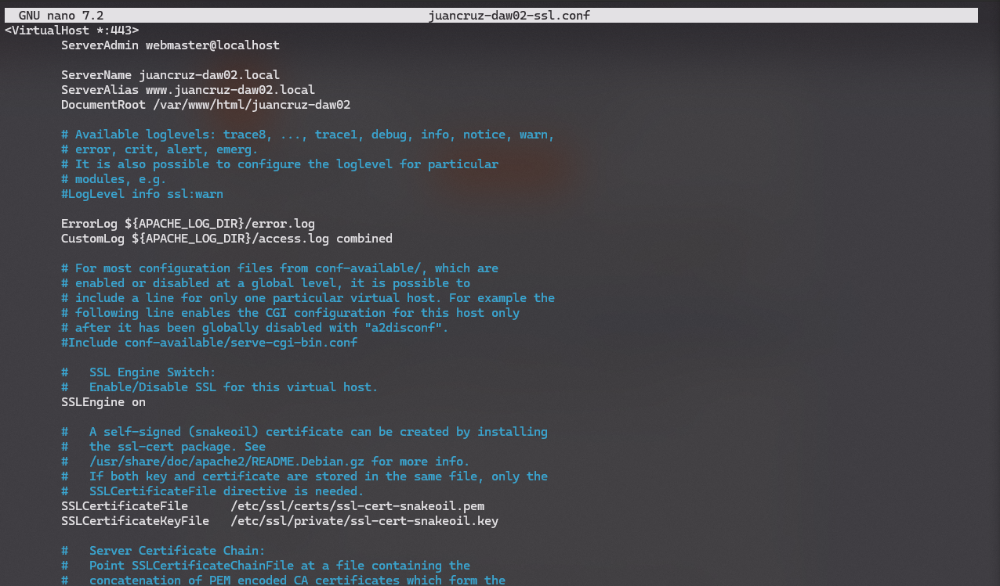 GNU nano 7.2 juancruz-daw02-ssl.conf
<VirtualHost *:443>
ServerAdmin webmaster@localhost
ServerName juancruz-daw02.local
ServerAlias www.juancruz-daw02.local
DocumentRoot /var/www/html/juancruz-daw02
# Available loglevels: trace8, ..., trace1, debug, info, notice, warn,
# error, crit, alert, emerg.
# It is also possible to configure the loglevel for particular
# modules, e.g.
#LogLevel info ssl:warn
ErrorLog ${APACHE_LOG_DIR}/error.log
CustomLog ${APACHE_LOG_DIR}/access.log combined
# For most configuration files from conf-available/, which are
# enabled or disabled at a global level, it is possible to
# include a line for only one particular virtual host. For example the
# following line enables the CGI configuration for this host only
# after it has been globally disabled with "a2disconf".
#Include conf-available/serve-cgi-bin.conf
#   SSL Engine Switch:
#   Enable/Disable SSL for this virtual host.
SSLEngine on
#   A self-signed (snakeoil) certificate can be created by installing
#   the ssl-cert package. See
#   /usr/share/doc/apache2/README.Debian.gz for more info.
#   If both key and certificate are stored in the same file, only the
#   SSLCertificateFile directive is needed.
SSLCertificateFile      /etc/ssl/certs/ssl-cert-snakeoil.pem
SSLCertificateKeyFile   /etc/ssl/private/ssl-cert-snakeoil.key
#   Server Certificate Chain:
#   Point SSLCertificateChainFile at a file containing the
#   concatenation of PEM encoded CA certificates which form the